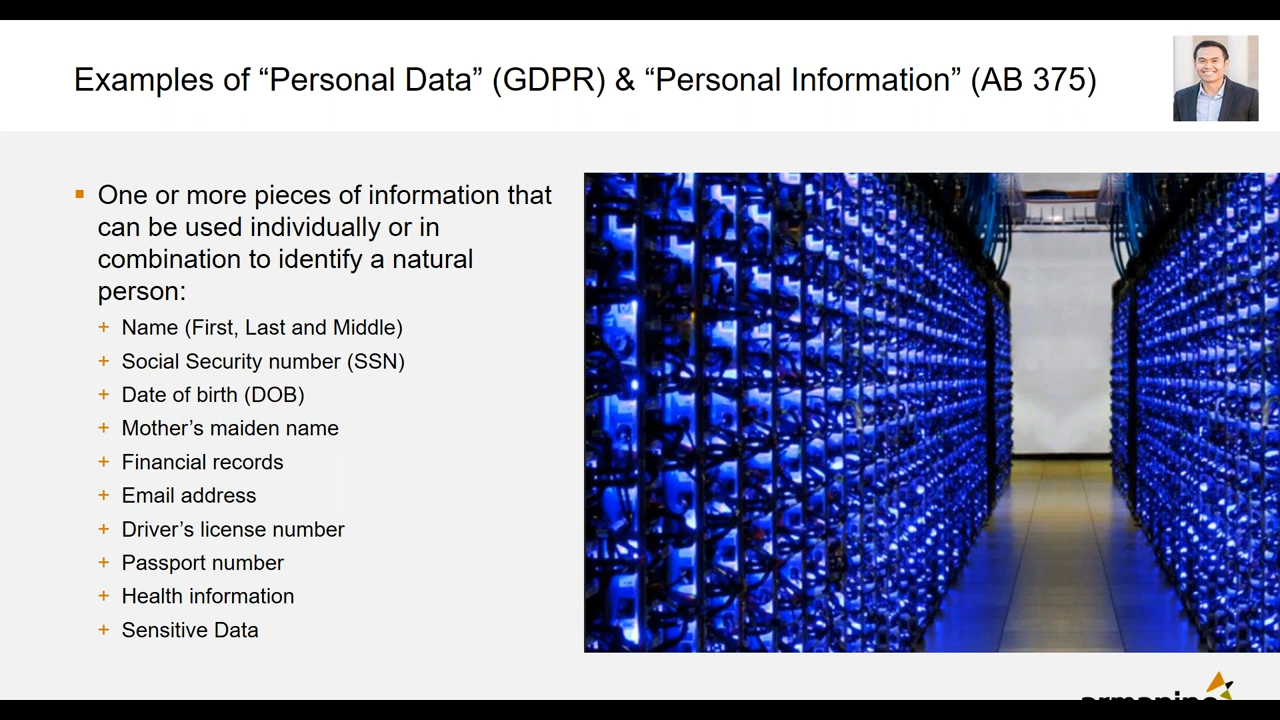 Examples of “Personal Data” (GDPR) & “Personal Information” (AB 375)
▪ One or more pieces of information that
can be used individually or in
combination to identify a natural
person:
+ Name (First, Last and Middle)
+ Social Security number (SSN)
+ Date of birth (DOB)
+ Mother’s maiden name
+ Financial records
+ Email address
+ Driver’s license number
+ Passport number
+ Health information
+ Sensitive Data